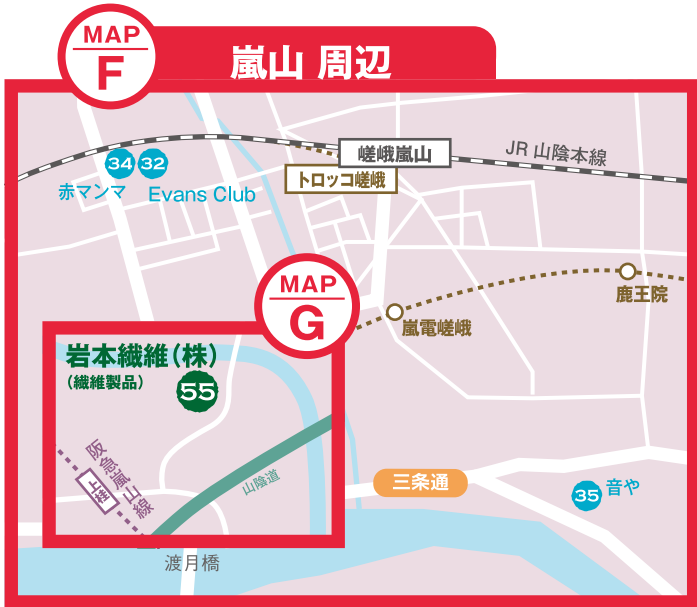 MAP
F
嵐山 周辺
嵯峨嵐山
JR 山陰本線
34
32
トロッコ嵯峨
赤マンマ
Evans Club
MAP
G
鹿王院
嵐電嵯峨
岩本繊維（株）
（繊維製品）
55
阪急嵐山線
上桂
山陰道
三条通
35
音や
渡月橋